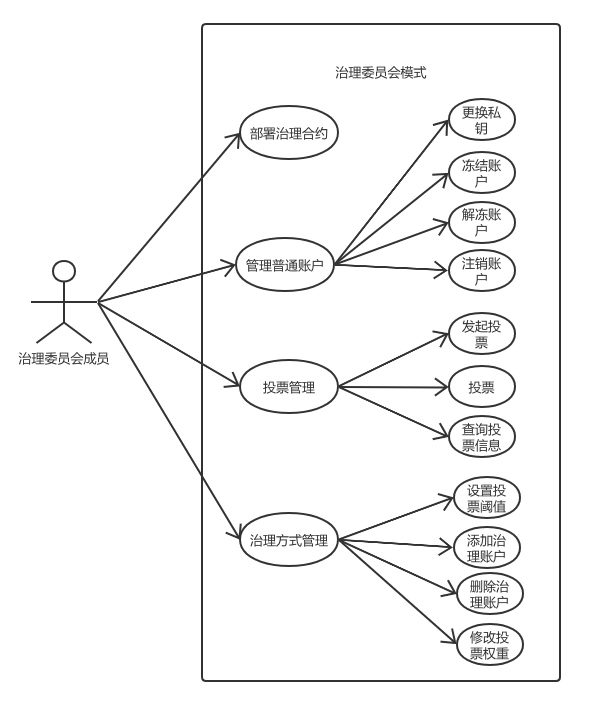 治理委员会模式
部署治理合约
更换私
钥
冻结账
户
解冻账
户
管理普通账户
注销账
户
治理委员会成员
发起投
票
投票管理
投票
查询投
票信息
设置投
票阈值
治理方式管理
添加治
理账户
删除治
理账户
修改投
票权重